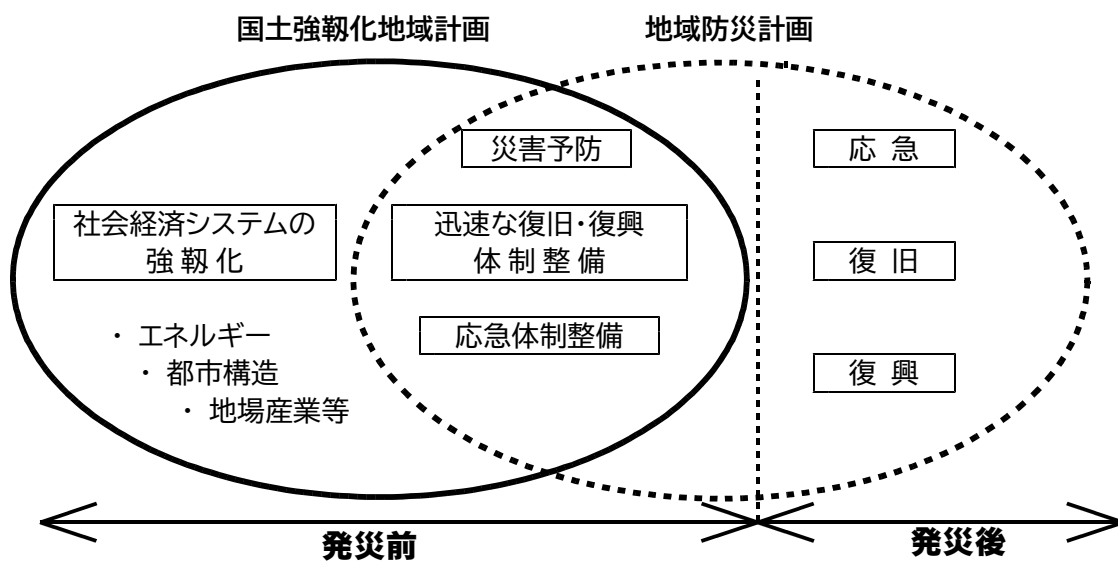 国土強靱化地域計画
地域防災計画
災害予防
応 急
社会経済システムの
強 靱 化
迅速な復旧･復興
体 制 整 備
復 旧
・ エネルギー
応急体制整備
・ 都市構造
復 興
・ 地場産業等
発災前
発災後